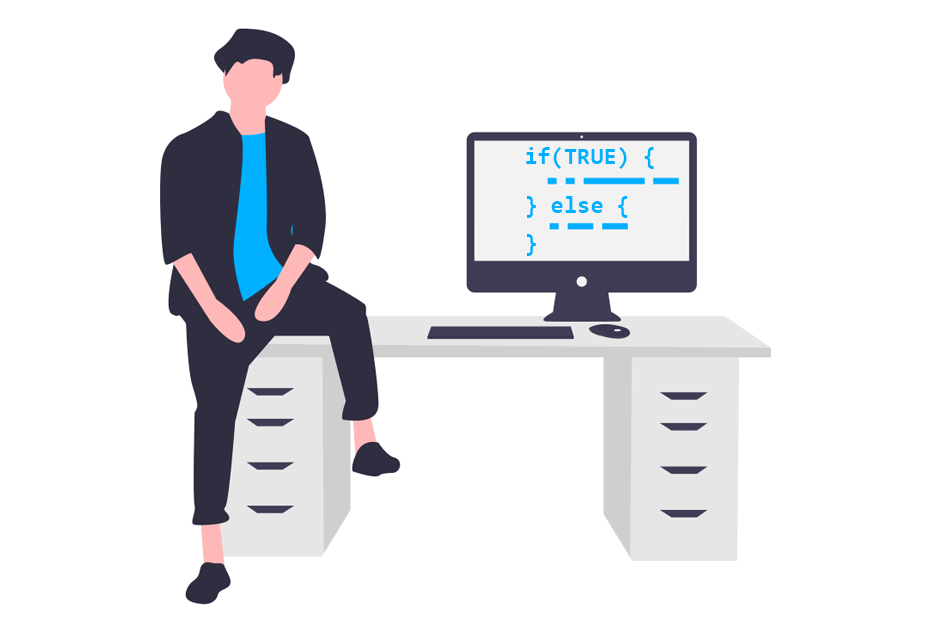 if(TRUE) {
} else {
}